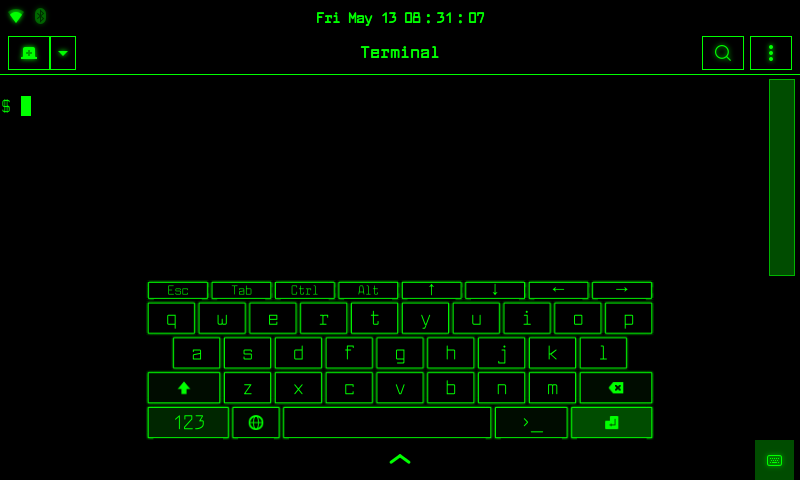 Fri May 13 08:31:07
Terminal
$
Esc Tab Ctrl Alt ↑ ↓ ← →
q w e r t y u i o p
a s d f g h j k l
z x c v b n m
123 >_